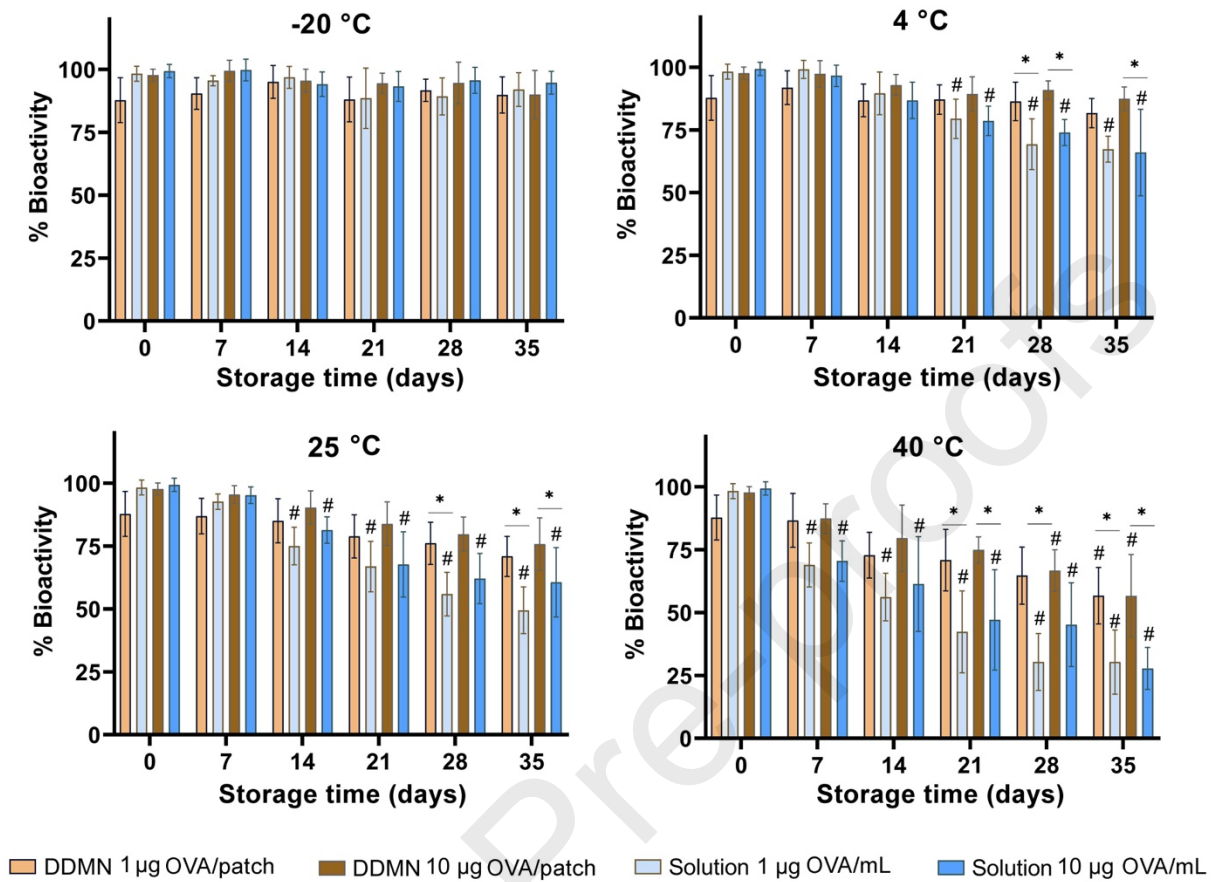 -20 °C
% Bioactivity
100
75
50
25
0
0 7 14 21 28 35
Storage time (days)
4 °C
% Bioactivity
* *
*
# # # # # #
100
75
50
25
0
0 7 14 21 28 35
Storage time (days)
25 °C
% Bioactivity
* * *
# # # # # # # #
100
75
50
25
0
0 7 14 21 28 35
Storage time (days)
40 °C
% Bioactivity
* * * * *
# # # # # # # # # # # # #
100
75
50
25
0
0 7 14 21 28 35
Storage time (days)
Pre-proofs
DDMN 1 µg OVA/patch DDMN 10 µg OVA/patch Solution 1 µg OVA/mL Solution 10 µg OVA/mL